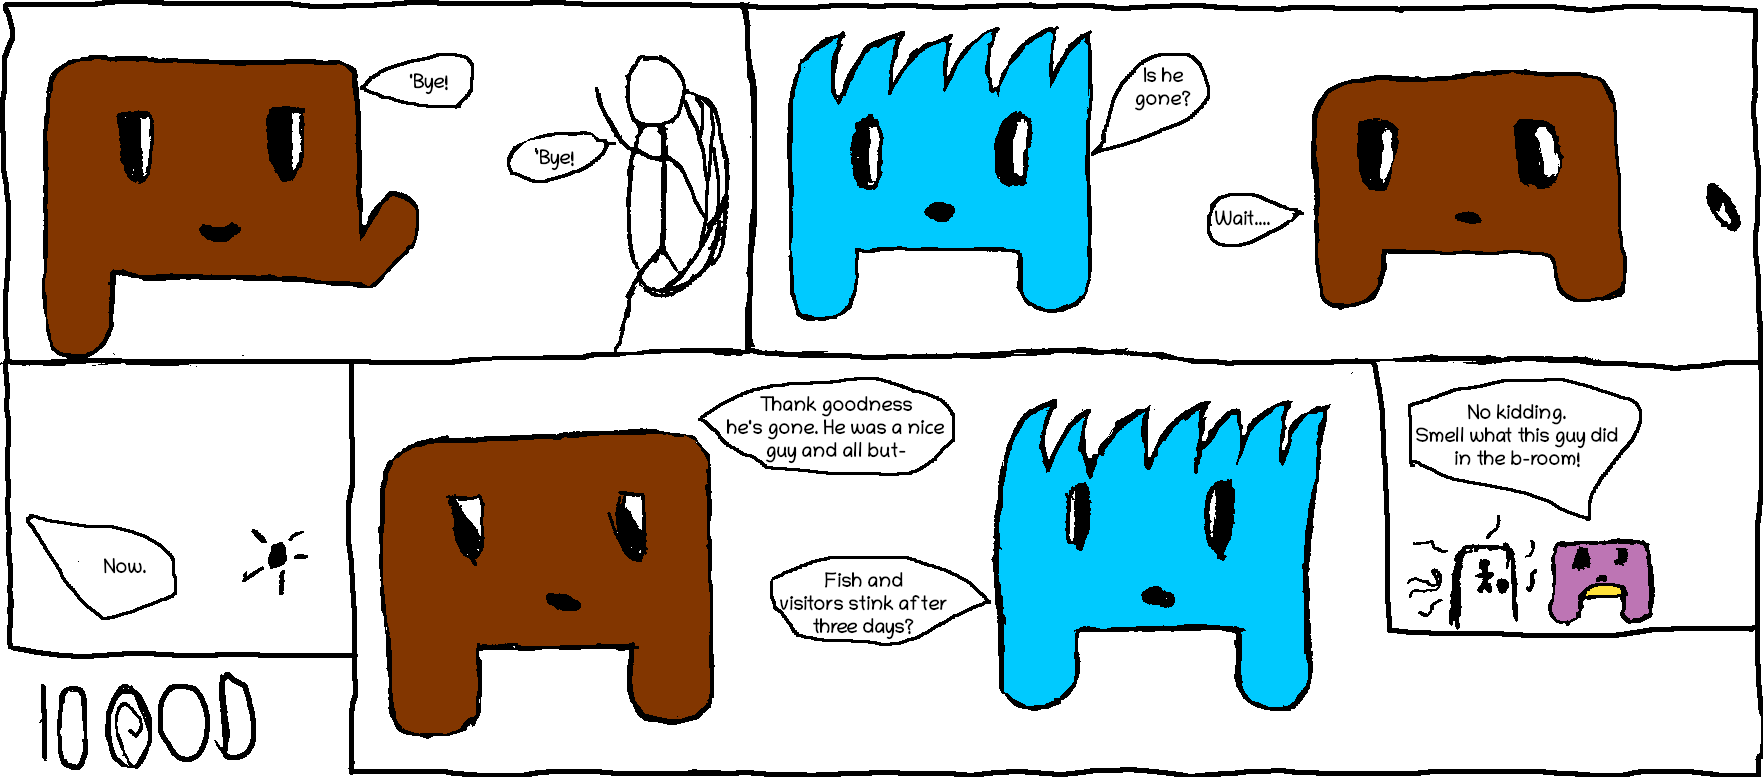 'Bye!
'Bye!
Is he
gone?
Wait....
Now.
Thank goodness
he's gone. He was a nice
guy and all but-
Fish and
visitors stink after
three days?
No kidding.
Smell what this guy did
in the b-room!